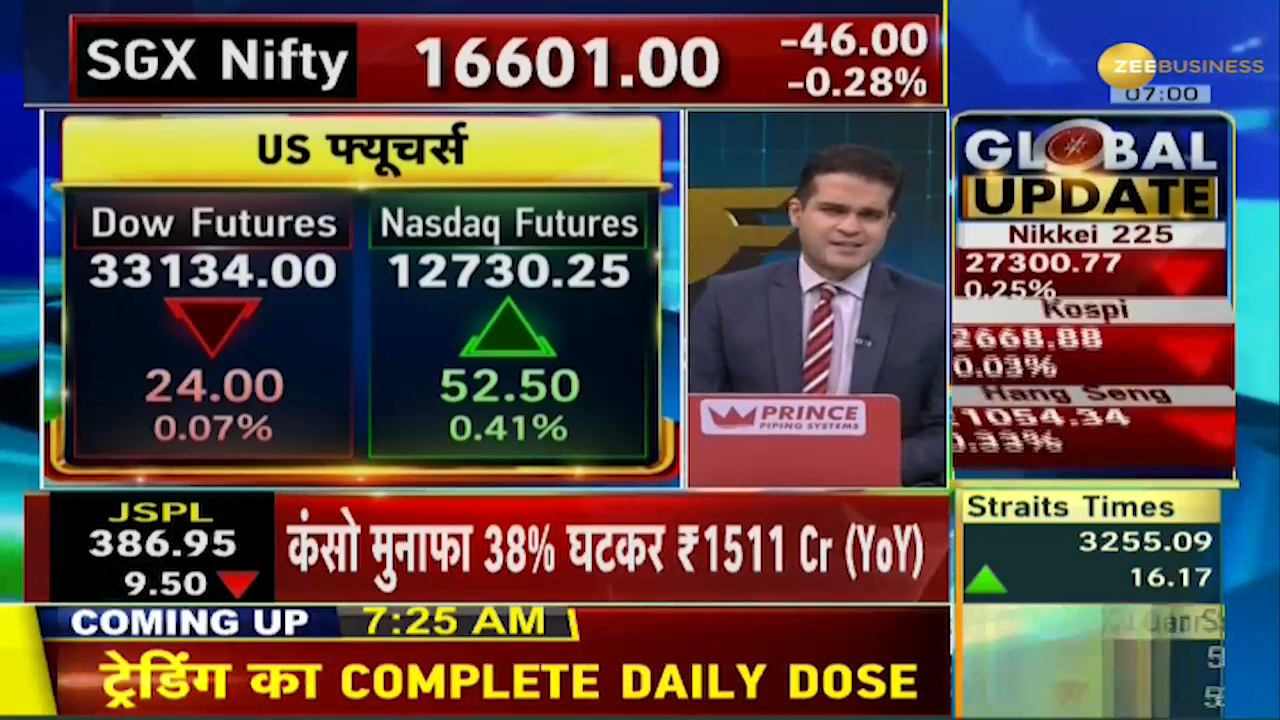 SGX Nifty
16601.00
-46.00
-0.28%
ZEEBUSINESS
07:00
US फ्यूचर्स
Dow Futures
33134.00
24.00
0.07%
Nasdaq Futures
12730.25
52.50
0.41%
PRINCE
PIPING SYSTEMS
GLOBAL
UPDATE
Nikkei 225
27300.77
0.25%
Kospi
2668.88
0.03%
Hang Seng
0.33%
Straits Times
3255.09
16.17
JSPL
386.95
9.50
कंसो मुनाफा 38% घटकर ₹1511 Cr (YoY)
COMING UP
7:25 AM
ट्रेडिंग का COMPLETE DAILY DOSE